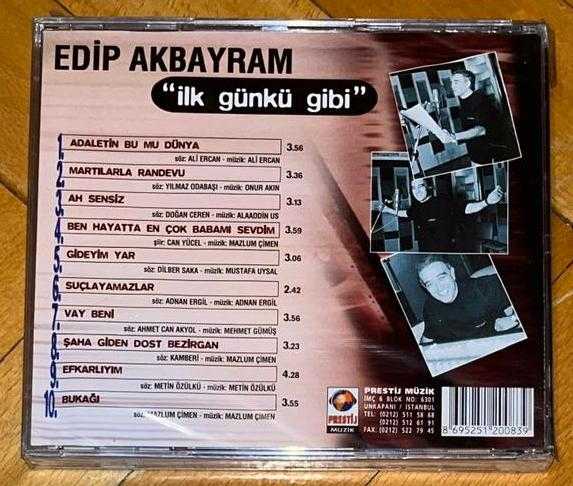 EDİP AKBAYRAM
"ilk günkü gibi"
ADALETİN BU MU DÜNYA 3.56
söz: ALİ ERCAN - müzik: ALİ ERCAN
MARTILARLA RANDEVU 3.36
söz: YILMAZ ODABAŞI - müzik: ONUR AKIN
AH SENSİZ 3.13
söz: DOĞAN CEREN - müzik: ALAADDİN US
BEN HAYATTA EN ÇOK BABAMI SEVDİM 3.59
şiir: CAN YÜCEL - müzik: MAZLUM ÇİMEN
GİDEYİM YAR 3.06
söz: DİLBER SAKA - müzik: MUSTAFA UYSAL
SUÇLAYAMAZLAR 2.42
söz: ADNAN ERGİL - müzik: ADNAN ERGİL
VAY BENİ 3.56
söz: AHMET CAN AKYOL - müzik: MEHMET GÜMÜŞ
ŞAHA GİDEN DOST BEZİRGAN 3.23
söz: KAMBERİ - müzik: MAZLUM ÇİMEN
EFKARLIYIM 4.28
söz: METİN ÖZÜLKÜ - müzik: METİN ÖZÜLKÜ
BUKAĞI 3.55
söz: MAZLUM ÇİMEN - müzik: MAZLUM ÇİMEN
PRESTİJ
MÜZİK
PRESTİJ MÜZİK
İMÇ 6 BLOK NO: 6301
UNKAPANI / İSTANBUL
TEL: (0212) 511 58 68
(0212) 512 61 91
FAX: (0212) 522 79 45
8 695251 200839